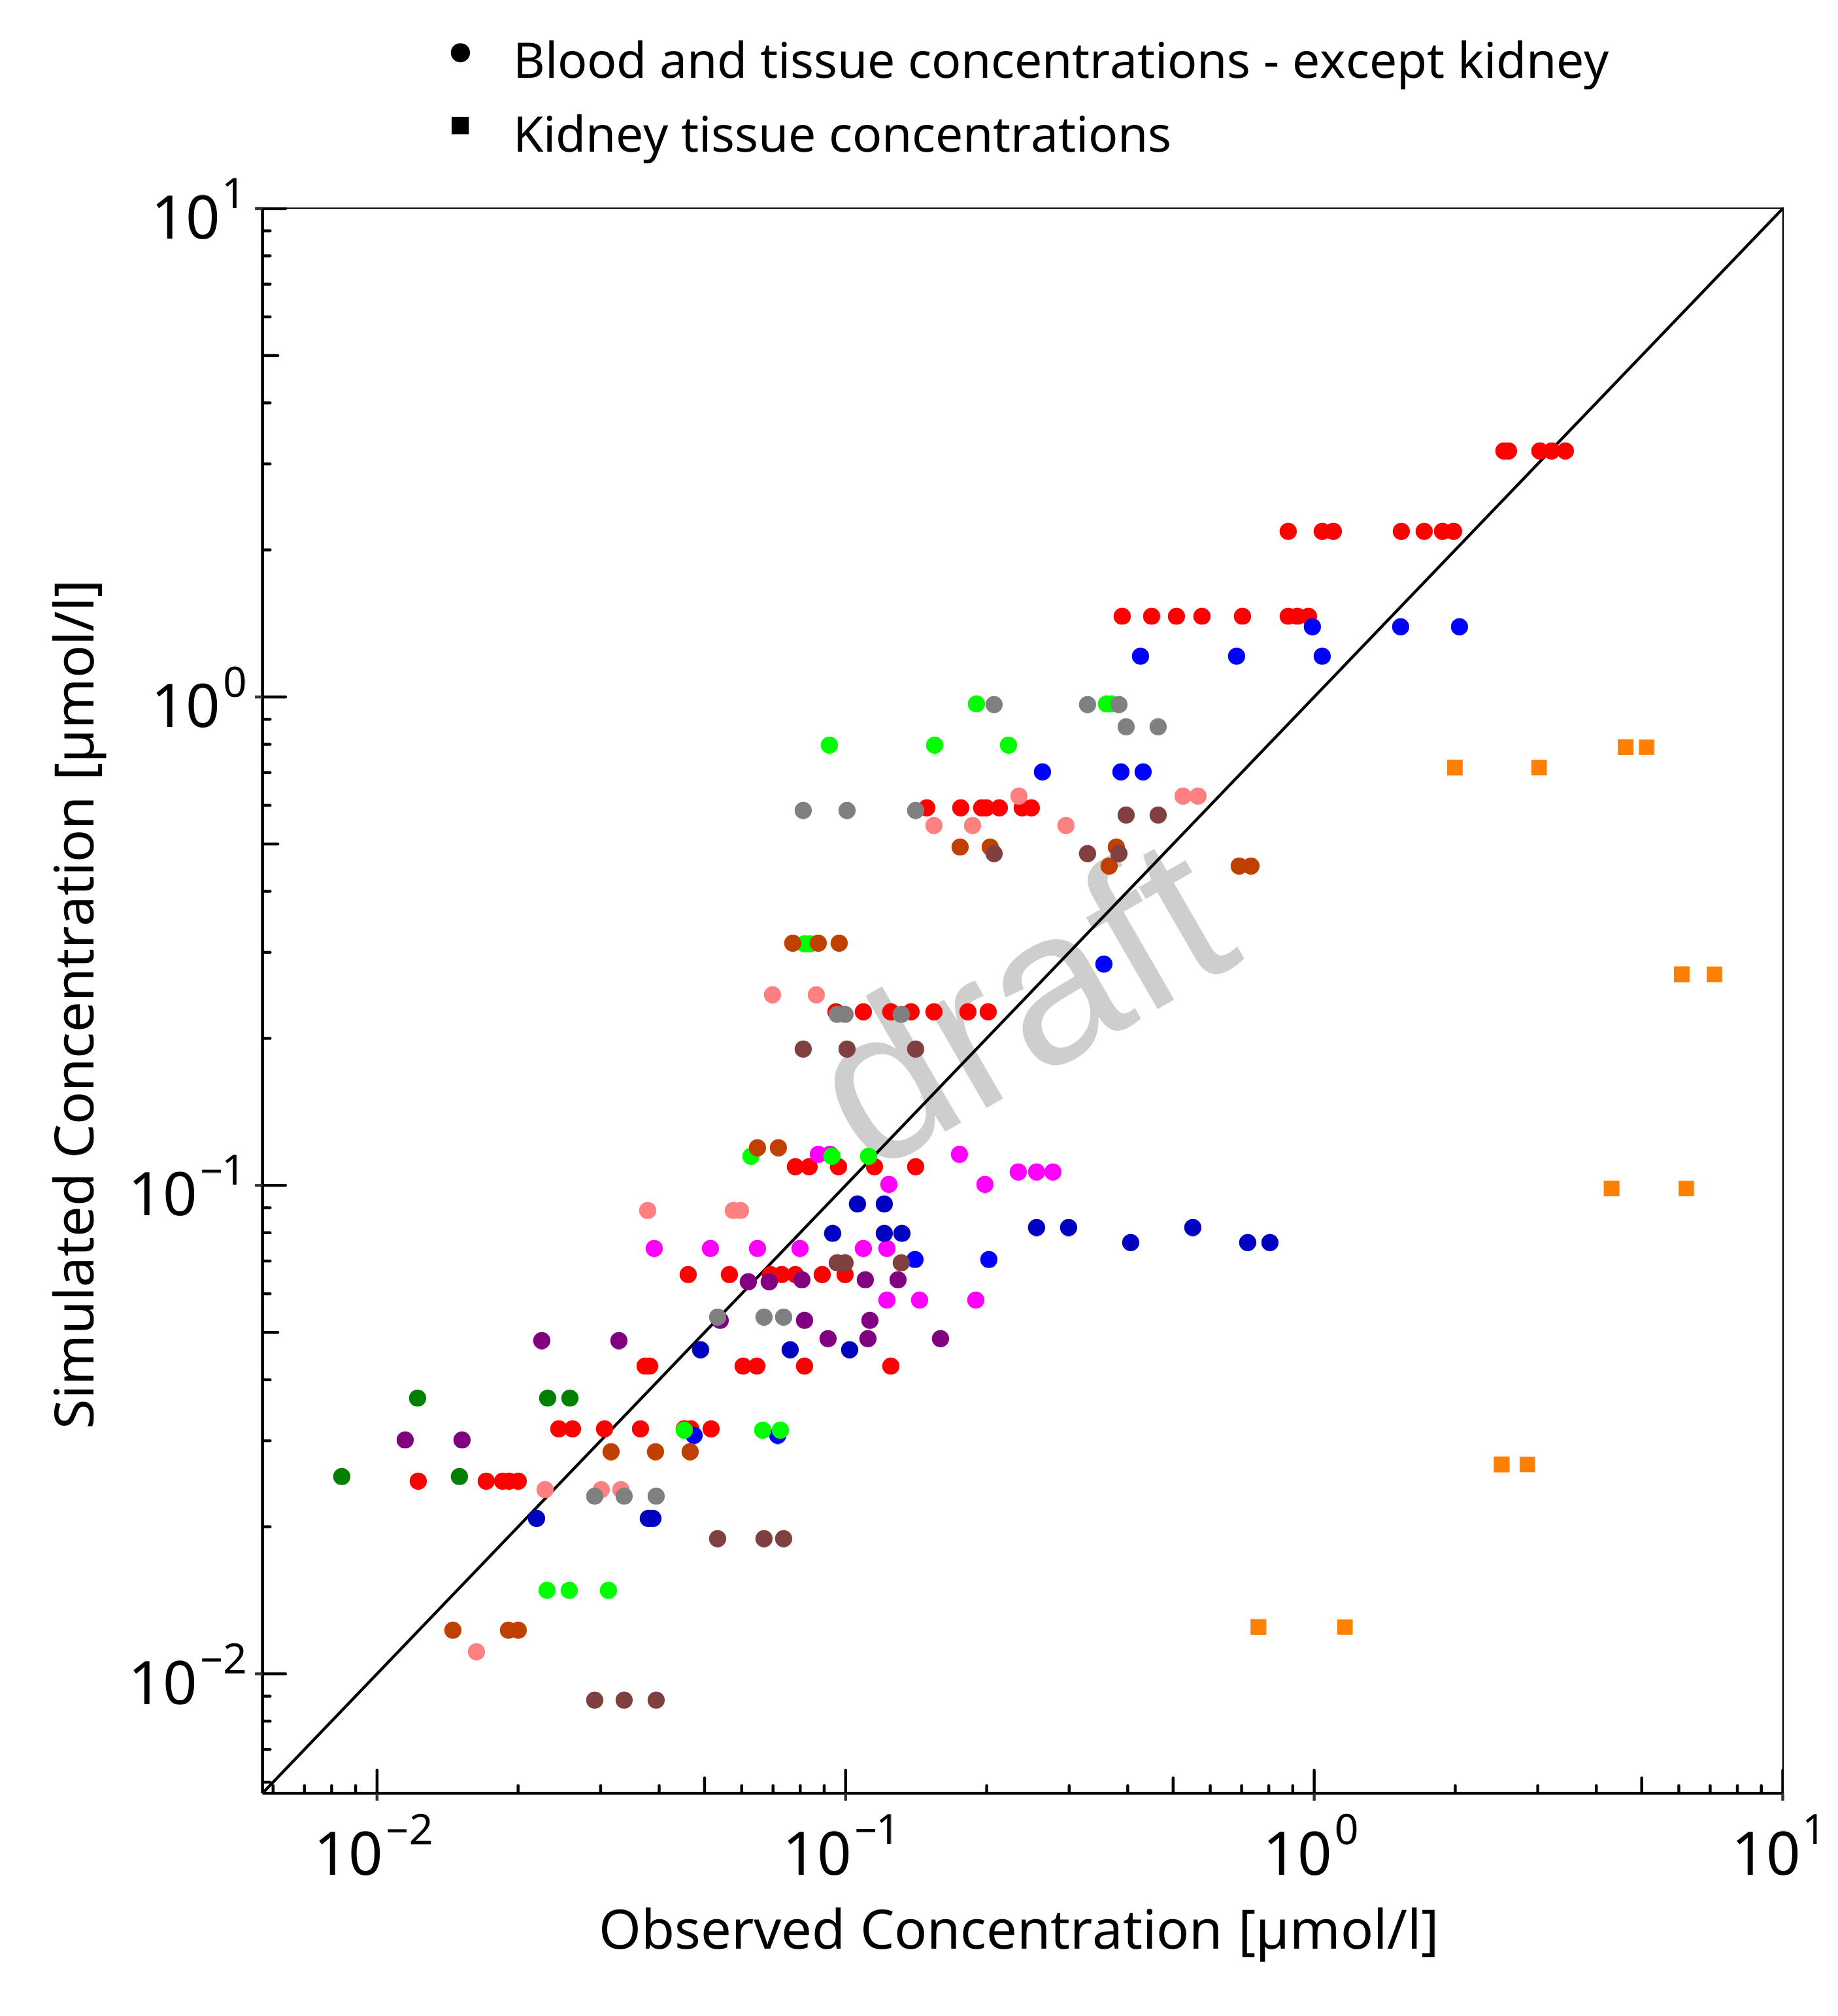 Blood and tissue concentrations - except kidney
Kidney tissue concentrations
10¹
10⁰
10⁻¹
10⁻²
Simulated Concentration [µmol/l]
draft
10⁻² 10⁻¹ 10⁰ 10¹
Observed Concentration [µmol/l]